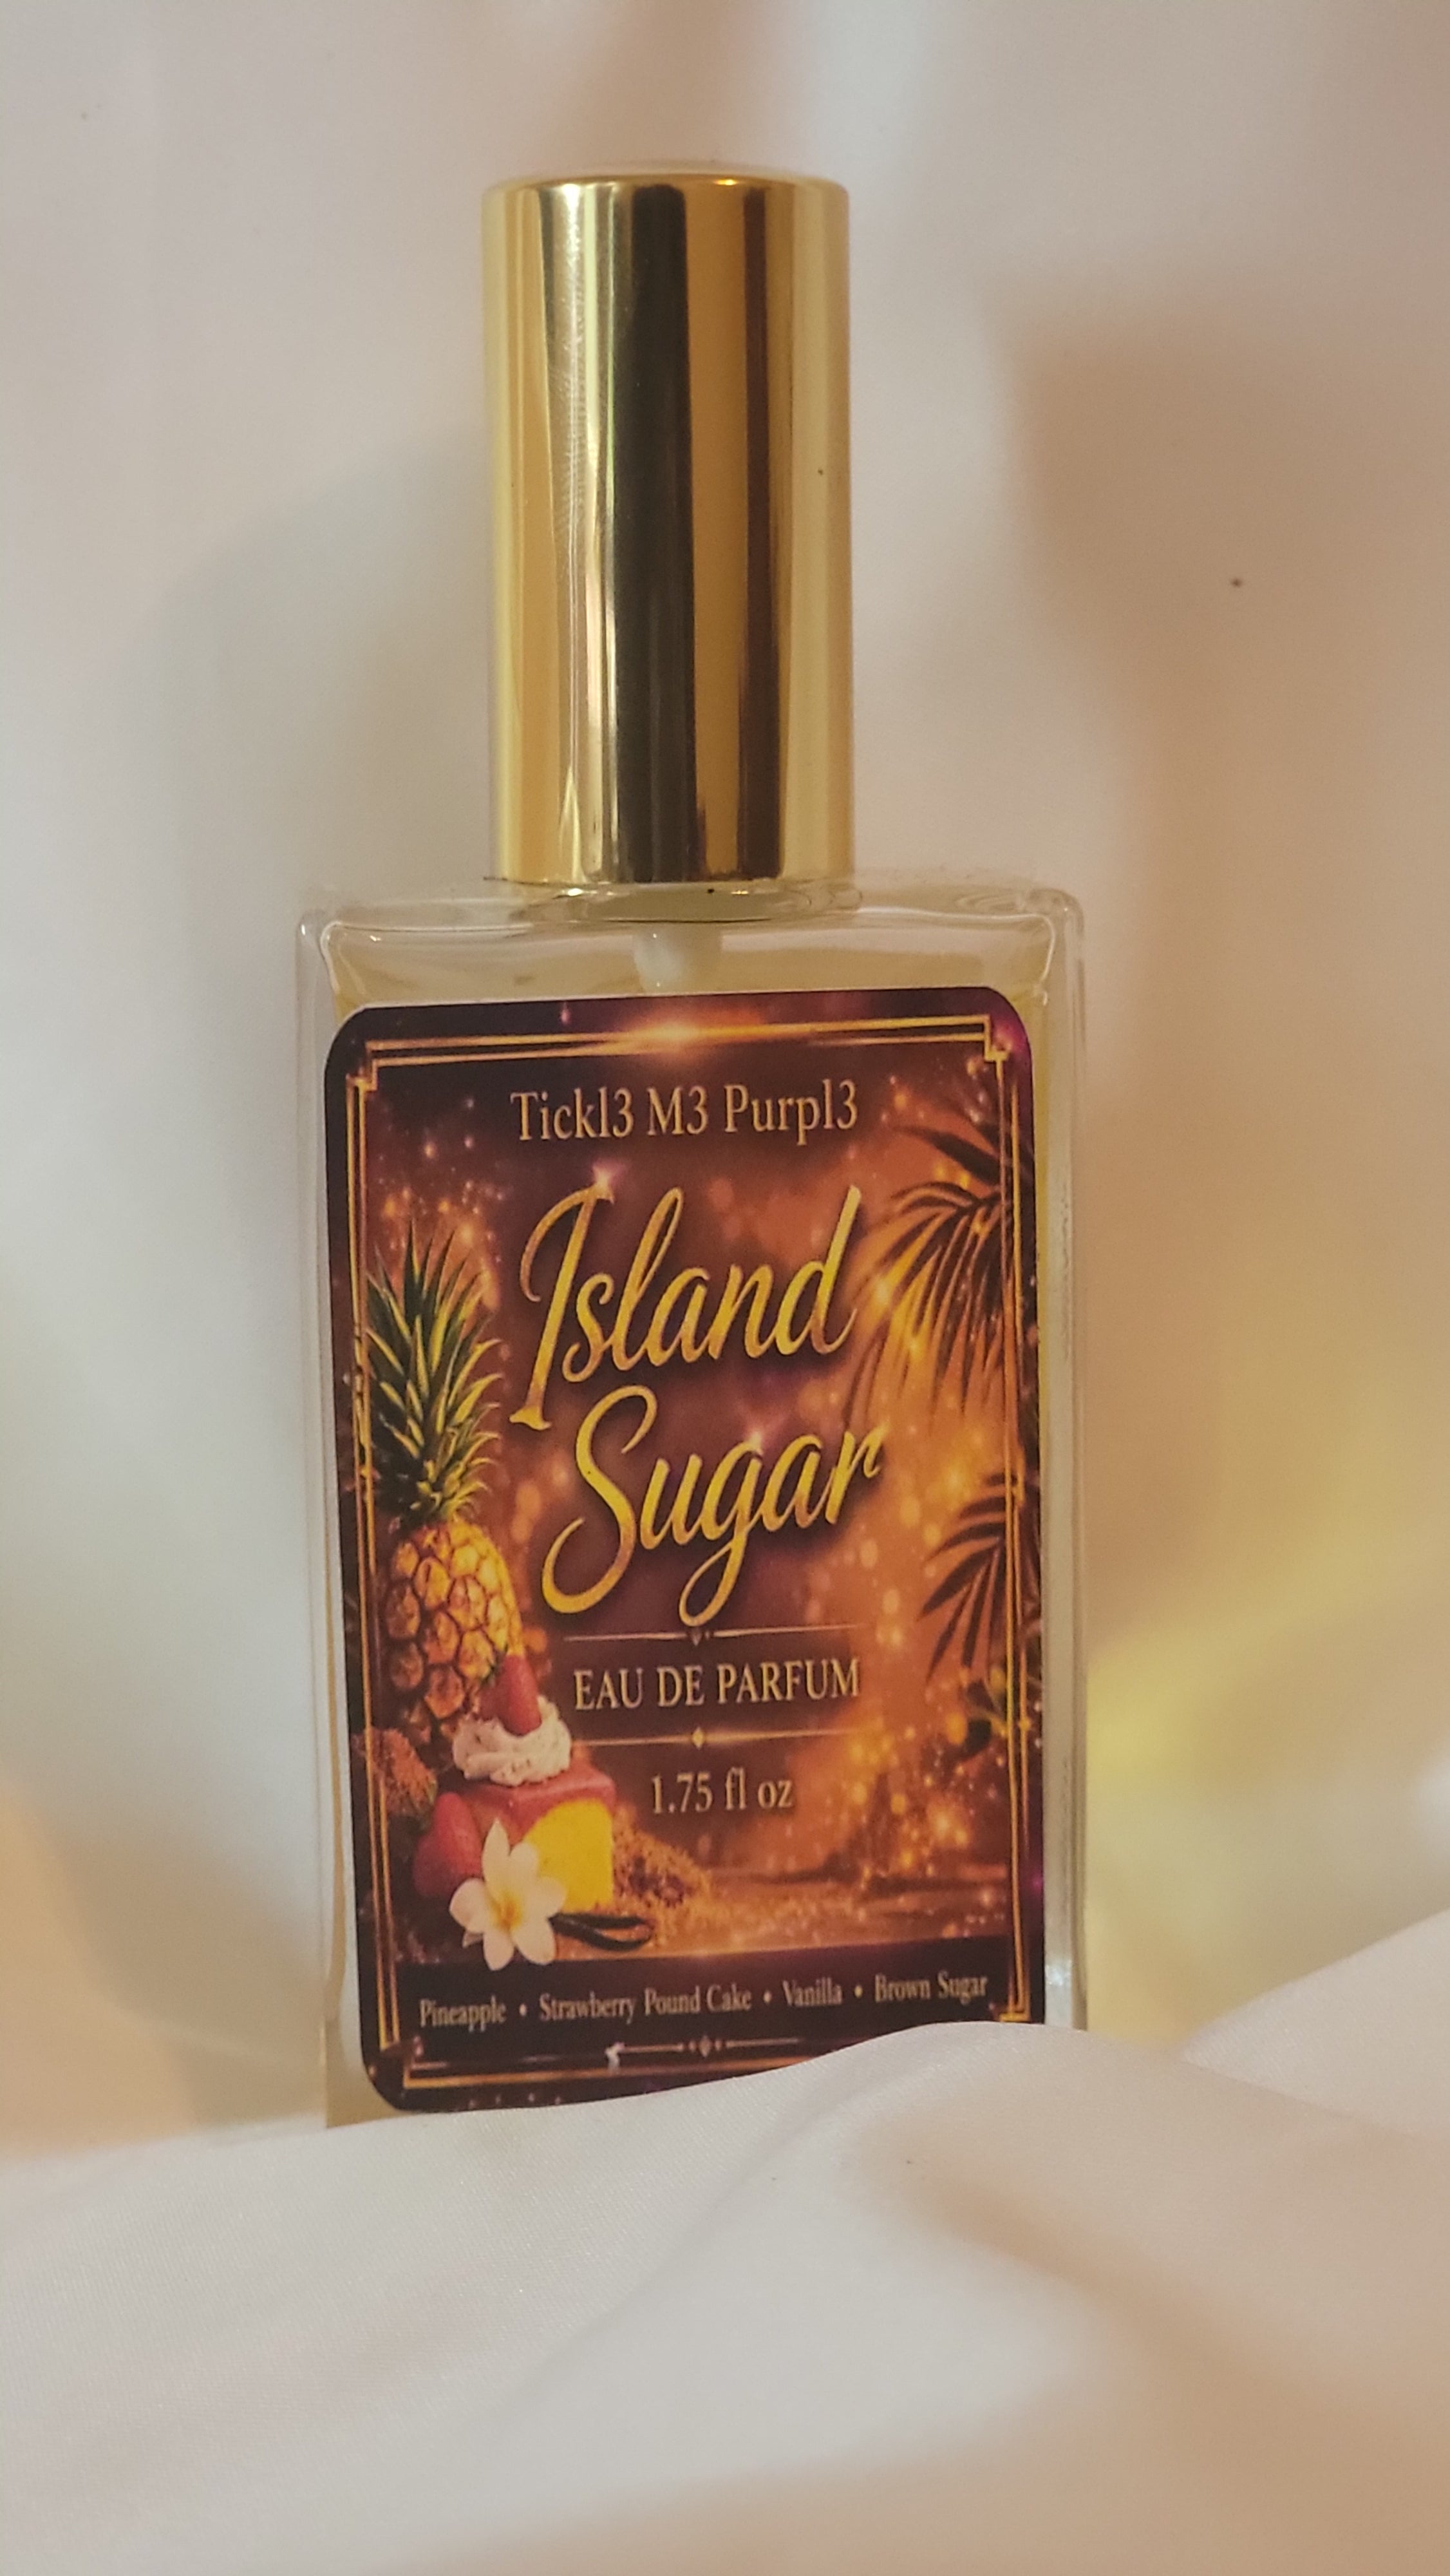 Tickl3 M3 Purpl3
Island
Sugar
EAU DE PARFUM
1.75 fl oz
Pineapple • Strawberry Pound Cake • Vanilla • Brown Sugar